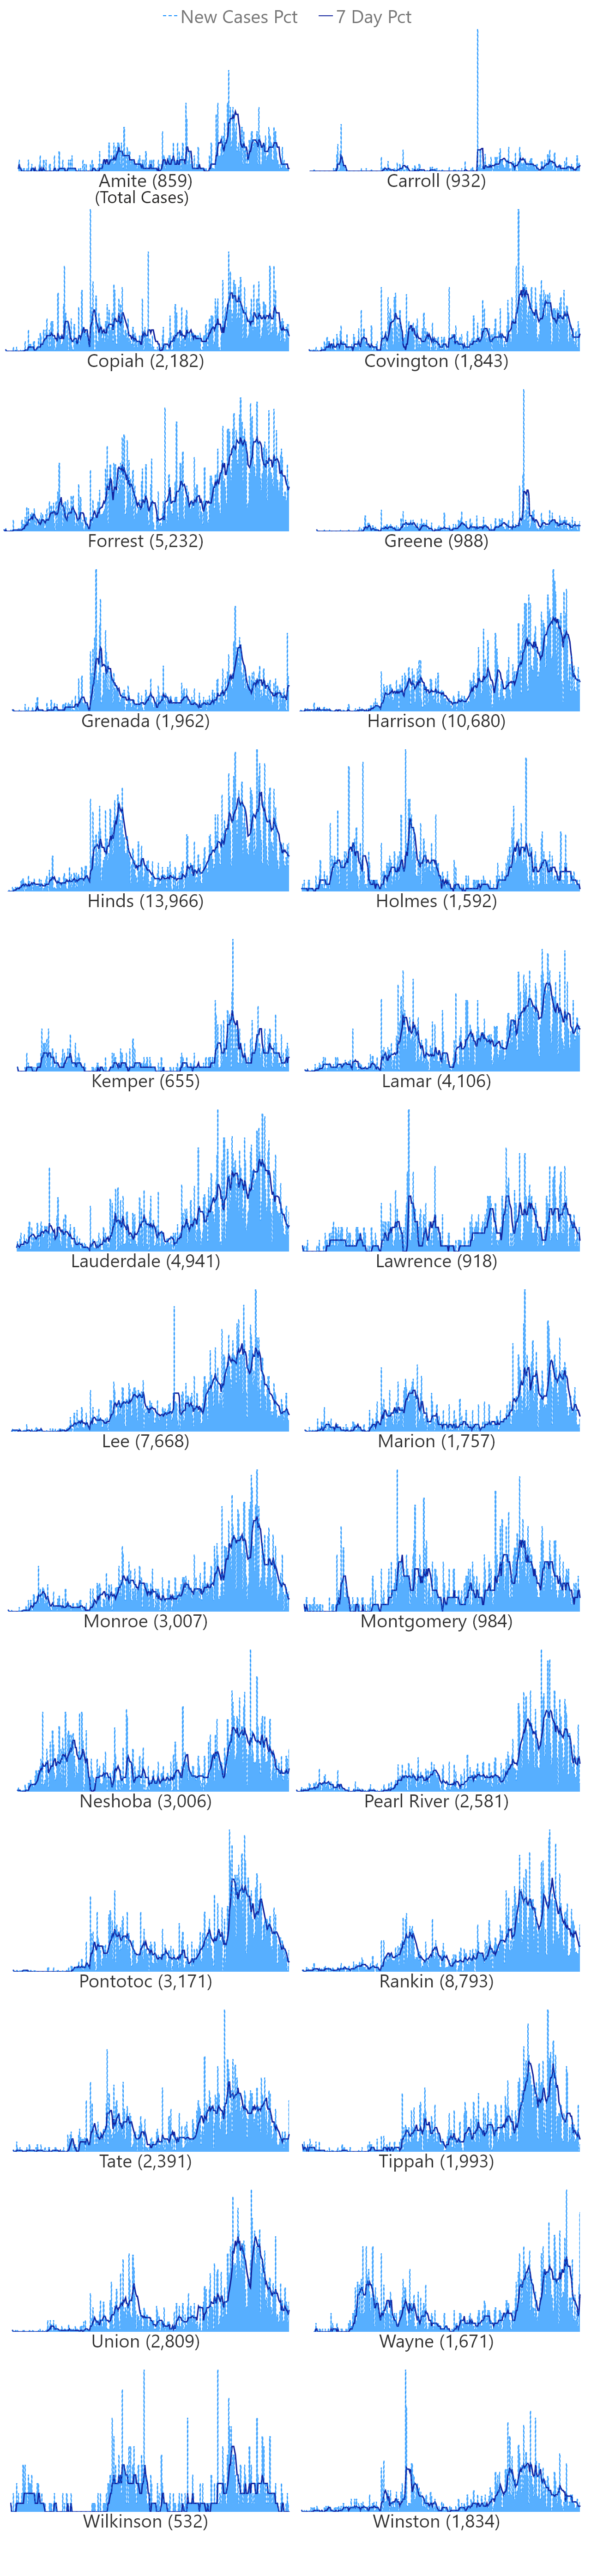 New Cases Pct 7 Day Pct
Amite (859) Carroll (932)
(Total Cases)
Copiah (2,182) Covington (1,843)
Forrest (5,232) Greene (988)
Grenada (1,962) Harrison (10,680)
Hinds (13,966) Holmes (1,592)
Kemper (655) Lamar (4,106)
Lauderdale (4,941) Lawrence (918)
Lee (7,668) Marion (1,757)
Monroe (3,007) Montgomery (984)
Neshoba (3,006) Pearl River (2,581)
Pontotoc (3,171) Rankin (8,793)
Tate (2,391) Tippah (1,993)
Union (2,809) Wayne (1,671)
Wilkinson (532) Winston (1,834)